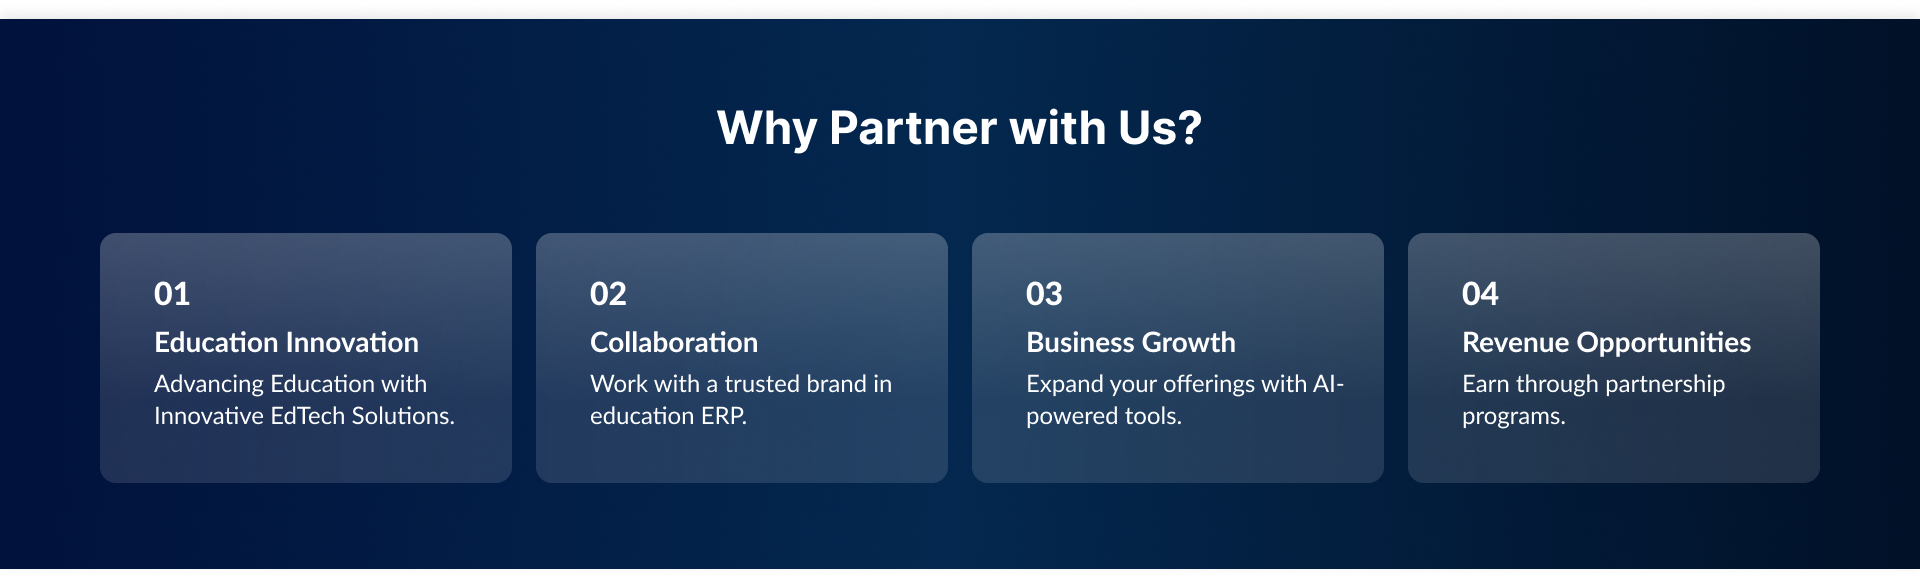 Why Partner with Us?
01
Education Innovation
Advancing Education with
Innovative EdTech Solutions.
02
Collaboration
Work with a trusted brand in
education ERP.
03
Business Growth
Expand your offerings with AI-
powered tools.
04
Revenue Opportunities
Earn through partnership
programs.